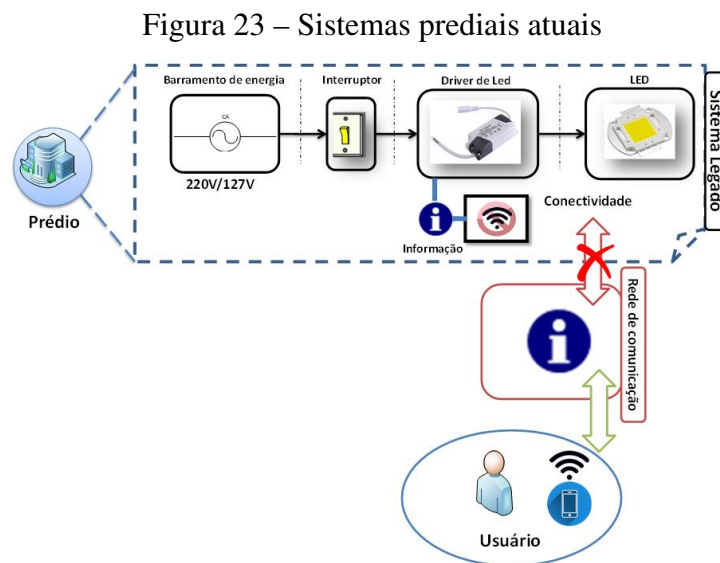 Figura 23 – Sistemas prediais atuais
Barramento de energia
Interruptor
Driver de Led
LED
CA
220V/127V
Sistema Legado
Prédio
Informação
Conectividade
Rede de comunicação
Usuário